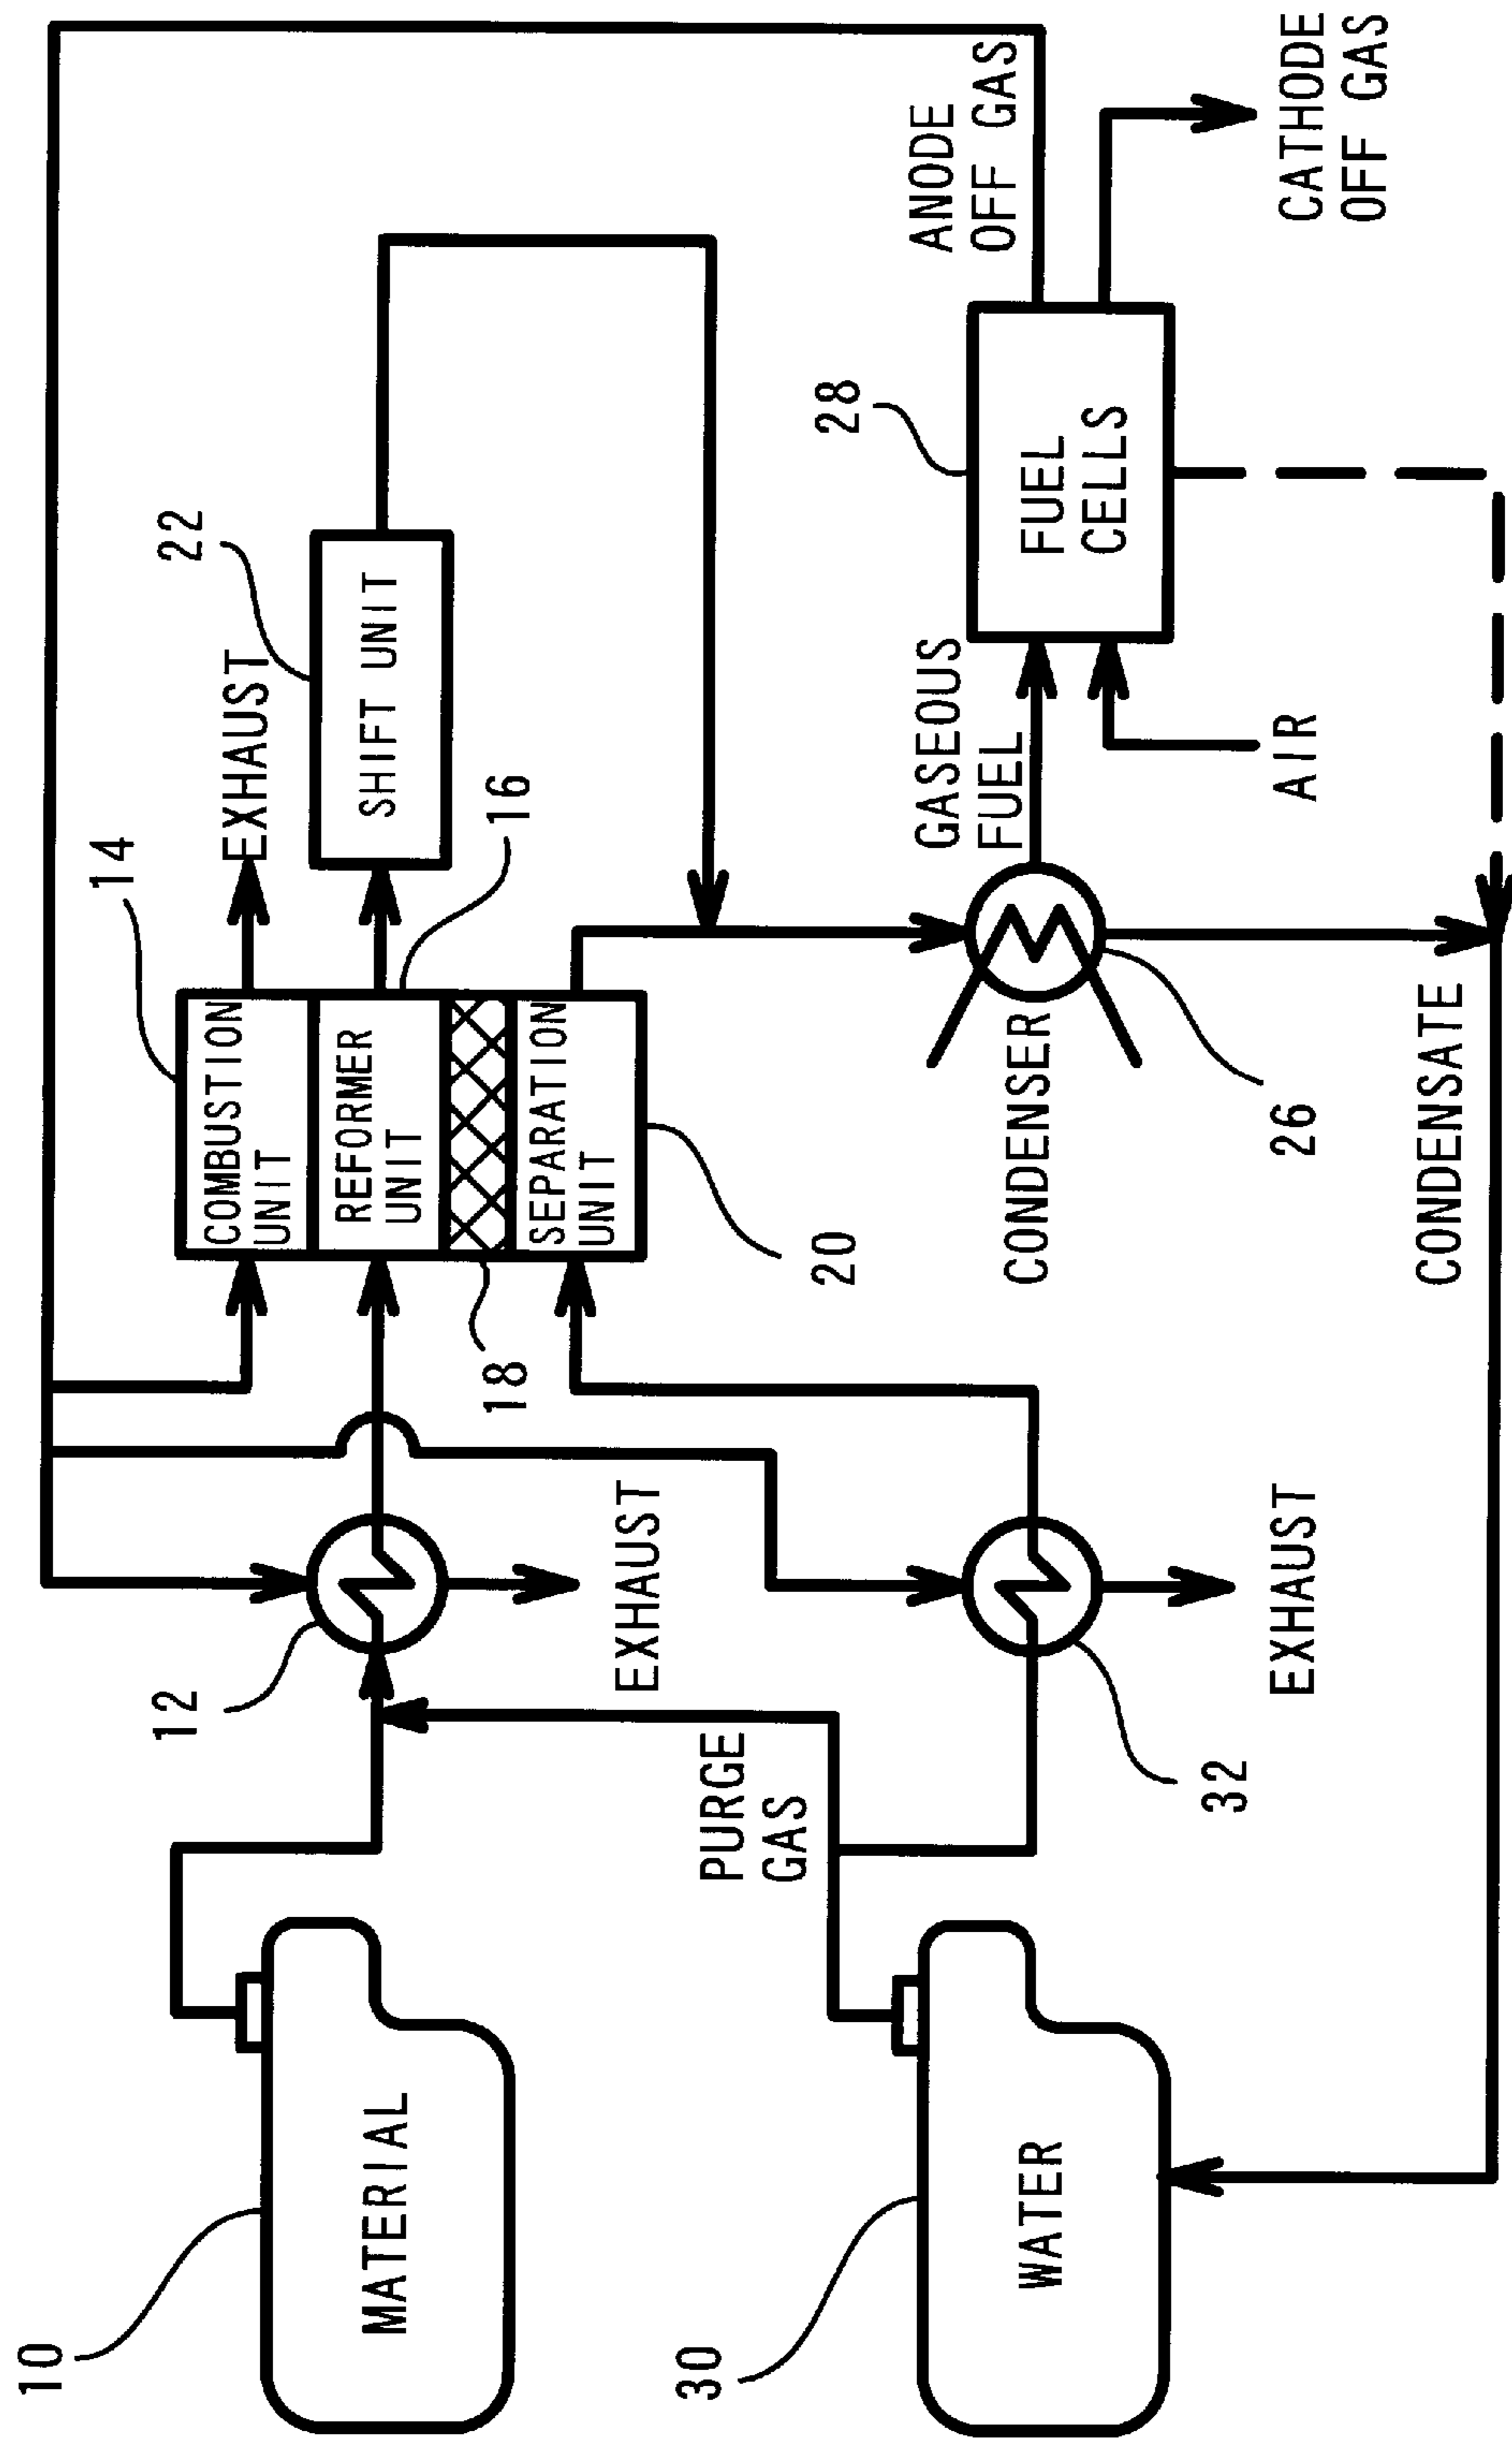 10
MATERIAL
12
EXHAUST
14
COMBUSTION
UNIT
REFORMER
UNIT
SEPARATION
UNIT
16
18
20
EXHAUST
22
SHIFT UNIT
30
WATER
PURGE
GAS
32
EXHAUST
CONDENSER
26
GASEOUS
FUEL
AIR
28
FUEL
CELLS
ANODE
OFF GAS
CATHODE
OFF GAS
CONDENSATE